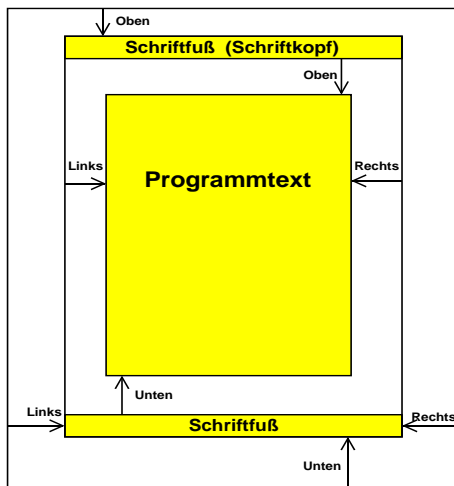 Oben
Schriftfuß (Schriftkopf)
Oben
Links
Rechts
Programmtext
Unten
Links
Rechts
Schriftfuß
Unten